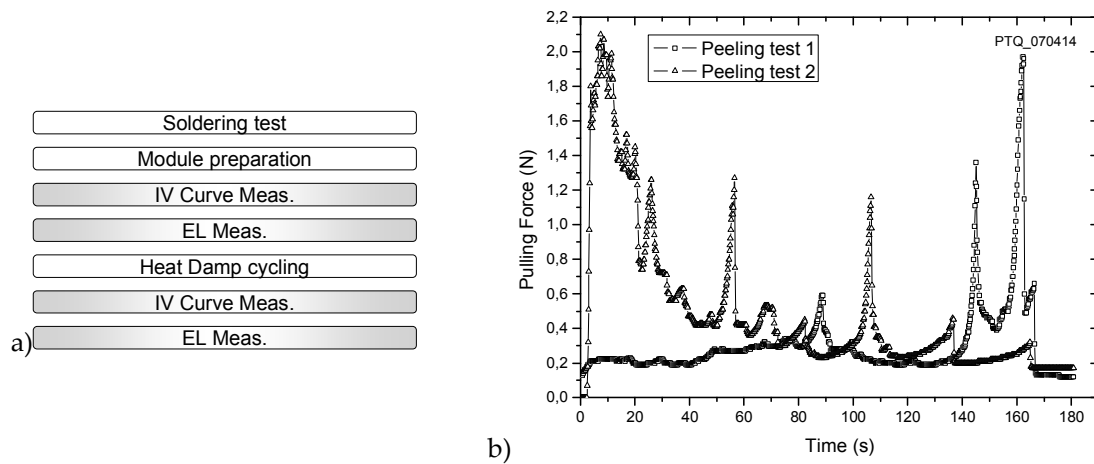 a)
Soldering test
Module preparation
IV Curve Meas.
EL Meas.
Heat Damp cycling
IV Curve Meas.
EL Meas.
b)
Pulling Force (N)
2,2
2,0
1,8
1,6
1,4
1,2
1,0
0,8
0,6
0,4
0,2
0,0
Peeling test 1
Peeling test 2
PTQ_070414
0 20 40 60 80 100 120 140 160 180
Time (s)